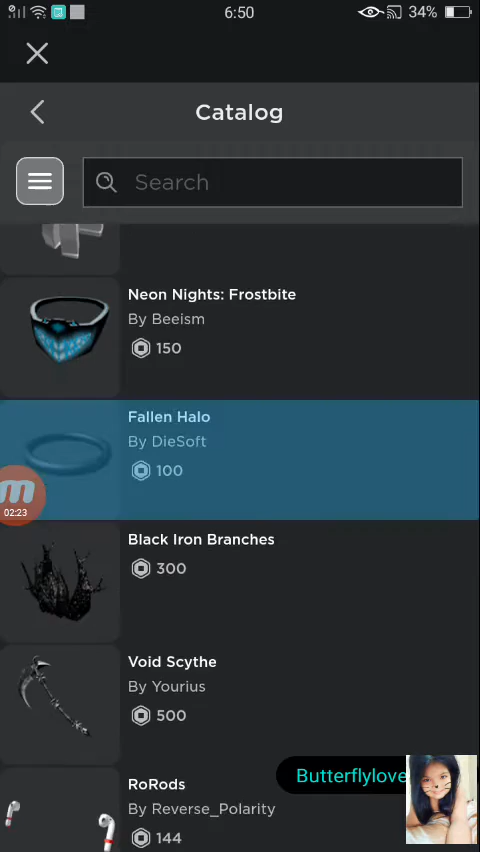 6:50
34%
Catalog
Search
Neon Nights: Frostbite
By Beeism
150
Fallen Halo
By DieSoft
100
02:23
Black Iron Branches
300
Void Scythe
By Yourius
500
Butterflylove
RoRods
By Reverse_Polarity
144